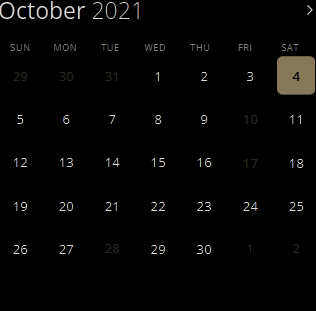 October 2021 >
SUN MON TUE WED THU FRI SAT
29 30 31 1 2 3 4
5 6 7 8 9 10 11
12 13 14 15 16 17 18
19 20 21 22 23 24 25
26 27 28 29 30 1 2